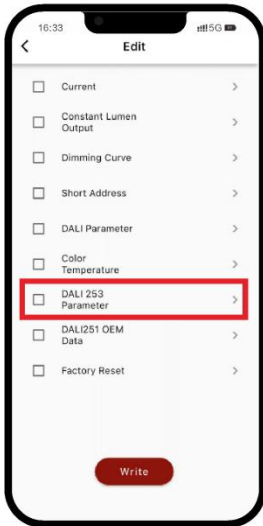 16:33
5G
Edit
Current
Constant Lumen
Output
Dimming Curve
Short Address
DALI Parameter
Color
Temperature
DALI 253
Parameter
DALI251 OEM
Data
Factory Reset
Write